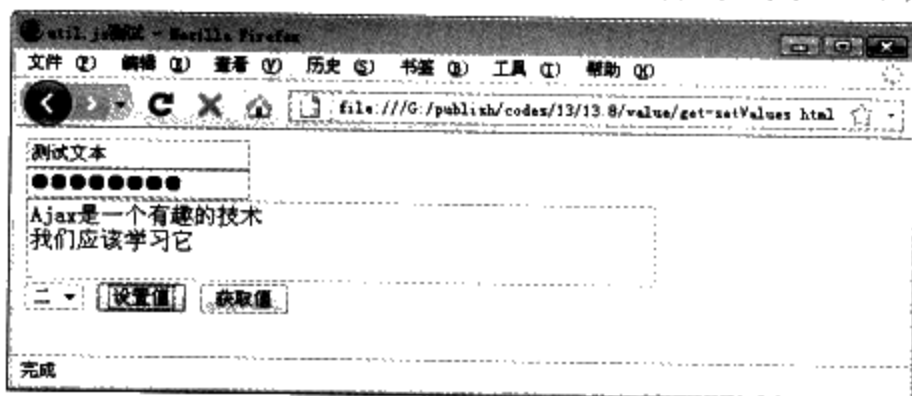 util.js测试 - Mozilla Firefox
文件 (F) 编辑 (E) 查看 (V) 历史 (S) 书签 (B) 工具 (T) 帮助 (H)
file:///G:/publish/codes/13/13.8/value/get-setValues.html
测试文本
●●●●●●●●
Ajax是一个有趣的技术
我们应该学习它
二 设置值 获取值
完成